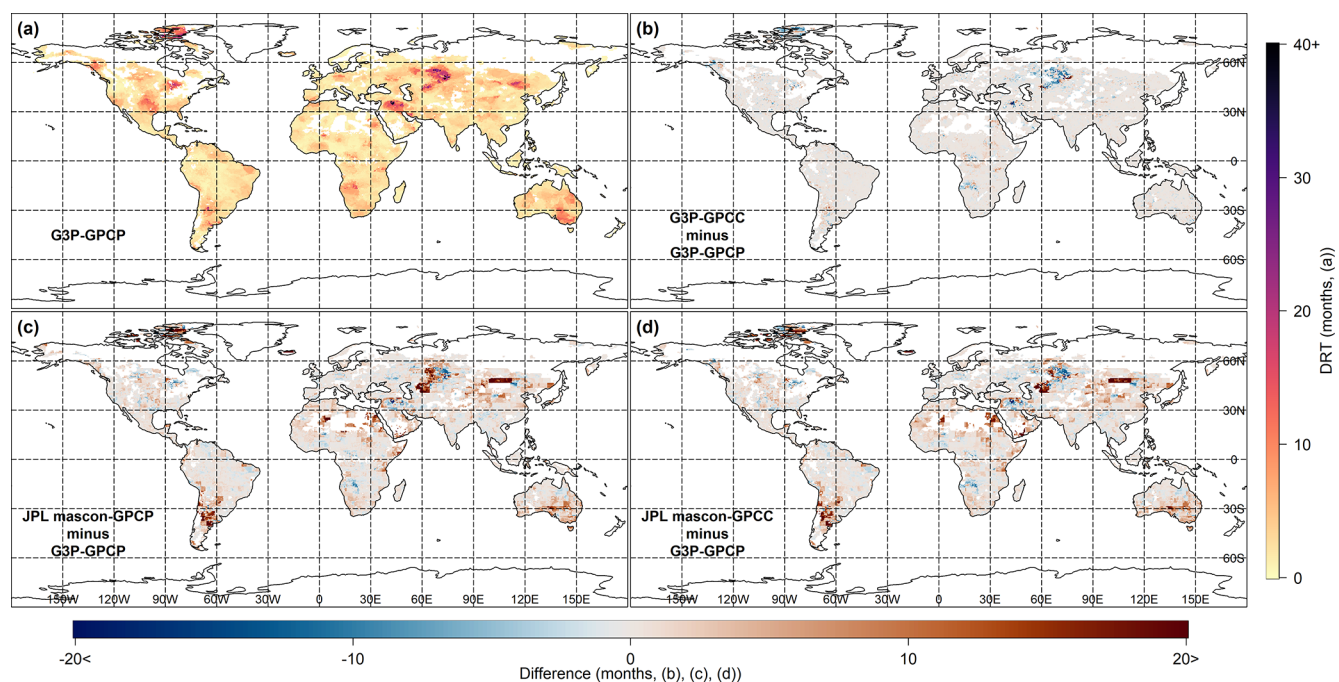 (a)
G3P-GPCP
(b)
60N
30N
0
30S
60S
G3P-GPCC
minus
G3P-GPCP
(c)
JPL mascon-GPCP
minus
G3P-GPCP
150W 120W 90W 60W 30W 0 30E 60E 90E 120E 150E
(d)
60N
30N
0
30S
60S
JPL mascon-GPCC
minus
G3P-GPCP
150W 120W 90W 60W 30W 0 30E 60E 90E 120E 150E
40+
30
20
10
0
DRT (months, (a))
-20< -10 0 10 20>
Difference (months, (b), (c), (d))